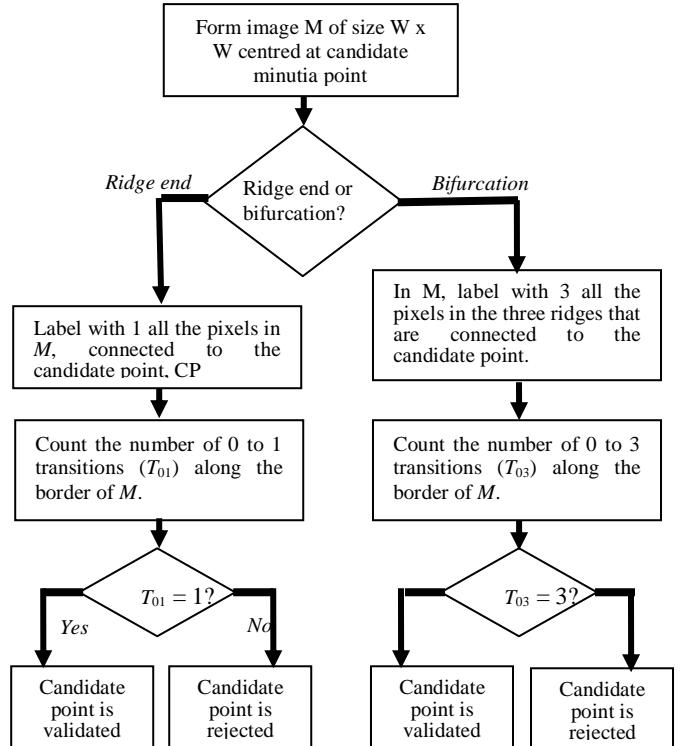 Form image M of size W x
W centred at candidate
minutia point
Ridge end
Ridge end or
bifurcation?
Bifurcation
Label with 1 all the pixels in
M, connected to the
candidate point, CP
In M, label with 3 all the
pixels in the three ridges that
are connected to the
candidate point.
Count the number of 0 to 1
transitions (T01) along the
border of M.
Count the number of 0 to 3
transitions (T03) along the
border of M.
T01 = 1?
Yes
No
T03 = 3?
Candidate
point is
validated
Candidate
point is
rejected
Candidate
point is
validated
Candidate
point is
rejected